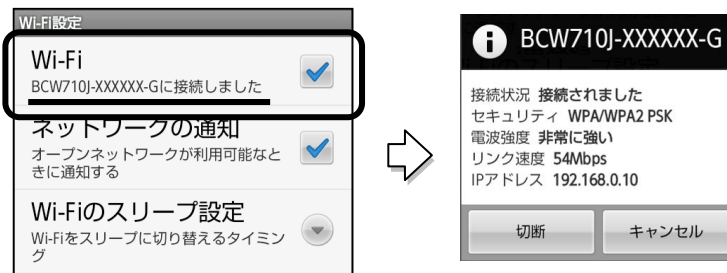 Wi-Fi設定
Wi-Fi
BCW710J-XXXXXX-Gに接続しました
ネットワークの通知
オープンネットワークが利用可能なと
きに通知する
Wi-Fiのスリープ設定
Wi-Fiをスリープに切り替えるタイミン
グ
BCW710J-XXXXXX-G
接続状況 接続されました
セキュリティ WPA/WPA2 PSK
電波強度 非常に強い
リンク速度 54Mbps
IPアドレス 192.168.0.10
切断
キャンセル